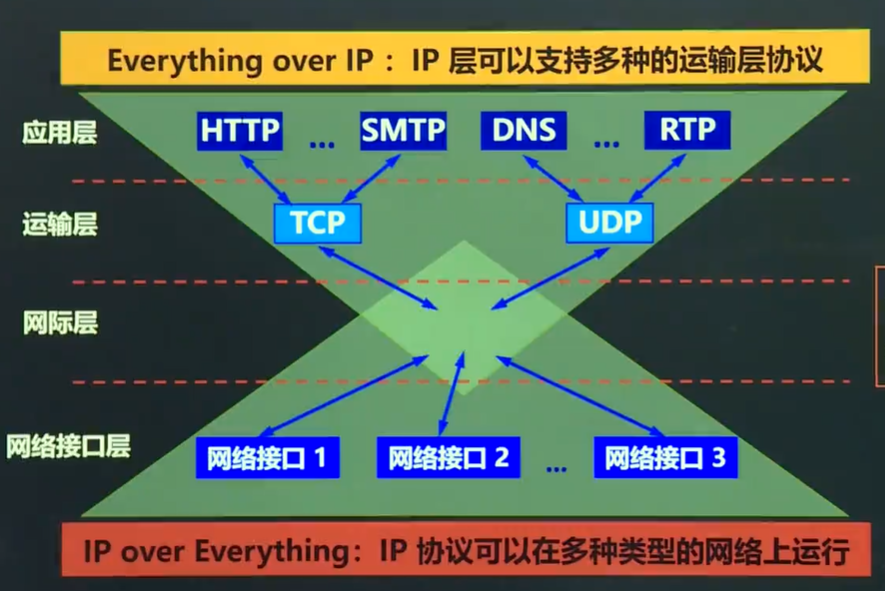 Everything over IP ：IP 层可以支持多种的运输层协议
应用层
HTTP ... SMTP DNS ... RTP
运输层
TCP UDP
网际层
网络接口层
网络接口 1 网络接口 2 ... 网络接口 3
IP over Everything：IP 协议可以在多种类型的网络上运行